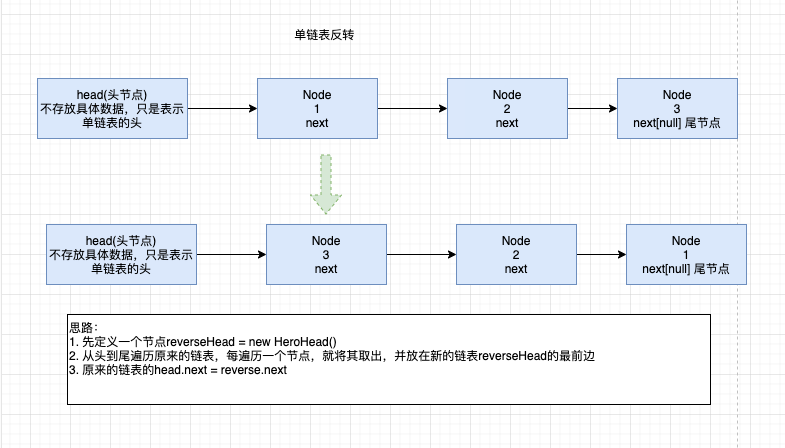 单链表反转
head(头节点)
不存放具体数据，只是表示
单链表的头
Node
1
next
Node
2
next
Node
3
next[null] 尾节点
head(头节点)
不存放具体数据，只是表示
单链表的头
Node
3
next
Node
2
next
Node
1
next[null] 尾节点
思路：
1. 先定义一个节点reverseHead = new HeroHead()
2. 从头到尾遍历原来的链表，每遍历一个节点，就将其取出，并放在新的链表reverseHead的最前边
3. 原来的链表的head.next = reverse.next